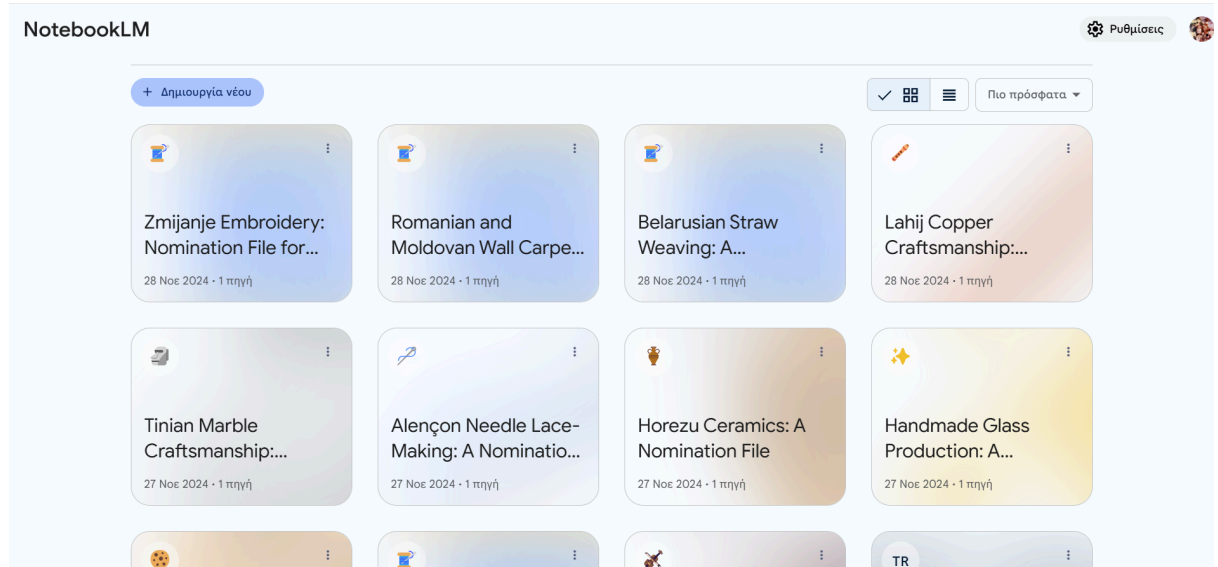 NotebookLM
Ρυθμίσεις
+ Δημιουργία νέου
Πιο πρόσφατα
Zmijanje Embroidery:
Nomination File for...
28 Νοε 2024 · 1 πηγή
Romanian and
Moldovan Wall Carpe...
28 Νοε 2024 · 1 πηγή
Belarusian Straw
Weaving: A...
28 Νοε 2024 · 1 πηγή
Lahij Copper
Craftsmanship:...
28 Νοε 2024 · 1 πηγή
Tinian Marble
Craftsmanship:...
27 Νοε 2024 · 1 πηγή
Alençon Needle Lace-
Making: A Nominatio...
27 Νοε 2024 · 1 πηγή
Horezu Ceramics: A
Nomination File
27 Νοε 2024 · 1 πηγή
Handmade Glass
Production: A...
27 Νοε 2024 · 1 πηγή
TR